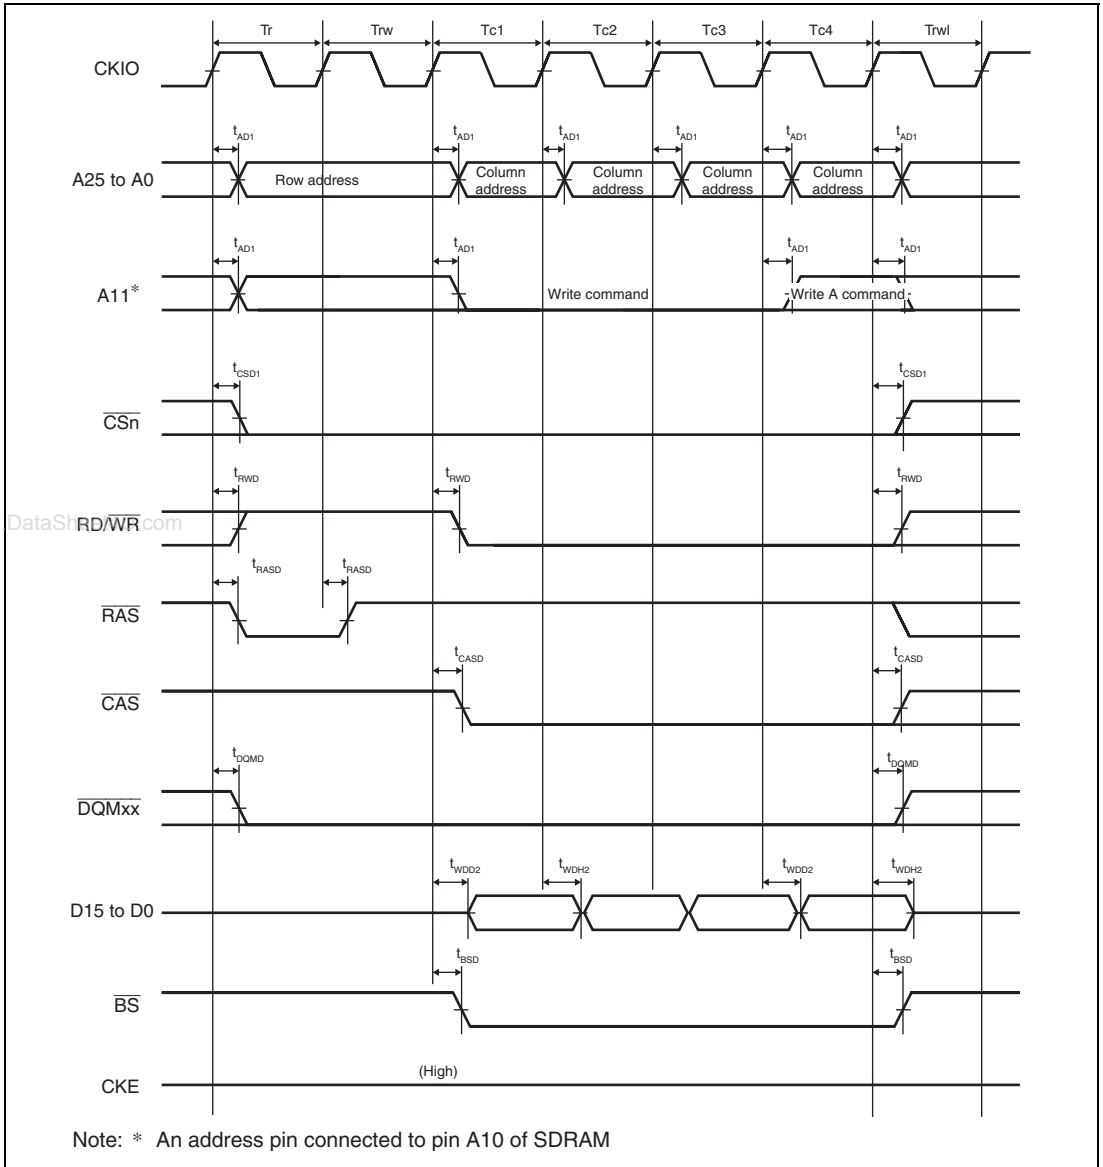 Tr Trw Tc1 Tc2 Tc3 Tc4 Trwl
CKIO
tAD1 tAD1 tAD1 tAD1 tAD1 tAD1
A25 to A0 Row address Column address Column address Column address Column address
tAD1 tAD1 tAD1 tAD1
A11* Write command Write A command
tCSD1 tCSD1
CSn
tRWD tRWD tRWD
RD/WR
tRASD tRASD
RAS
tCASD tCASD
CAS
tDQMD tDQMD
DQMxx
tWDD2 tWDH2 tWDD2 tWDH2
D15 to D0
tBSD tBSD
BS
(High)
CKE
Note: * An address pin connected to pin A10 of SDRAM